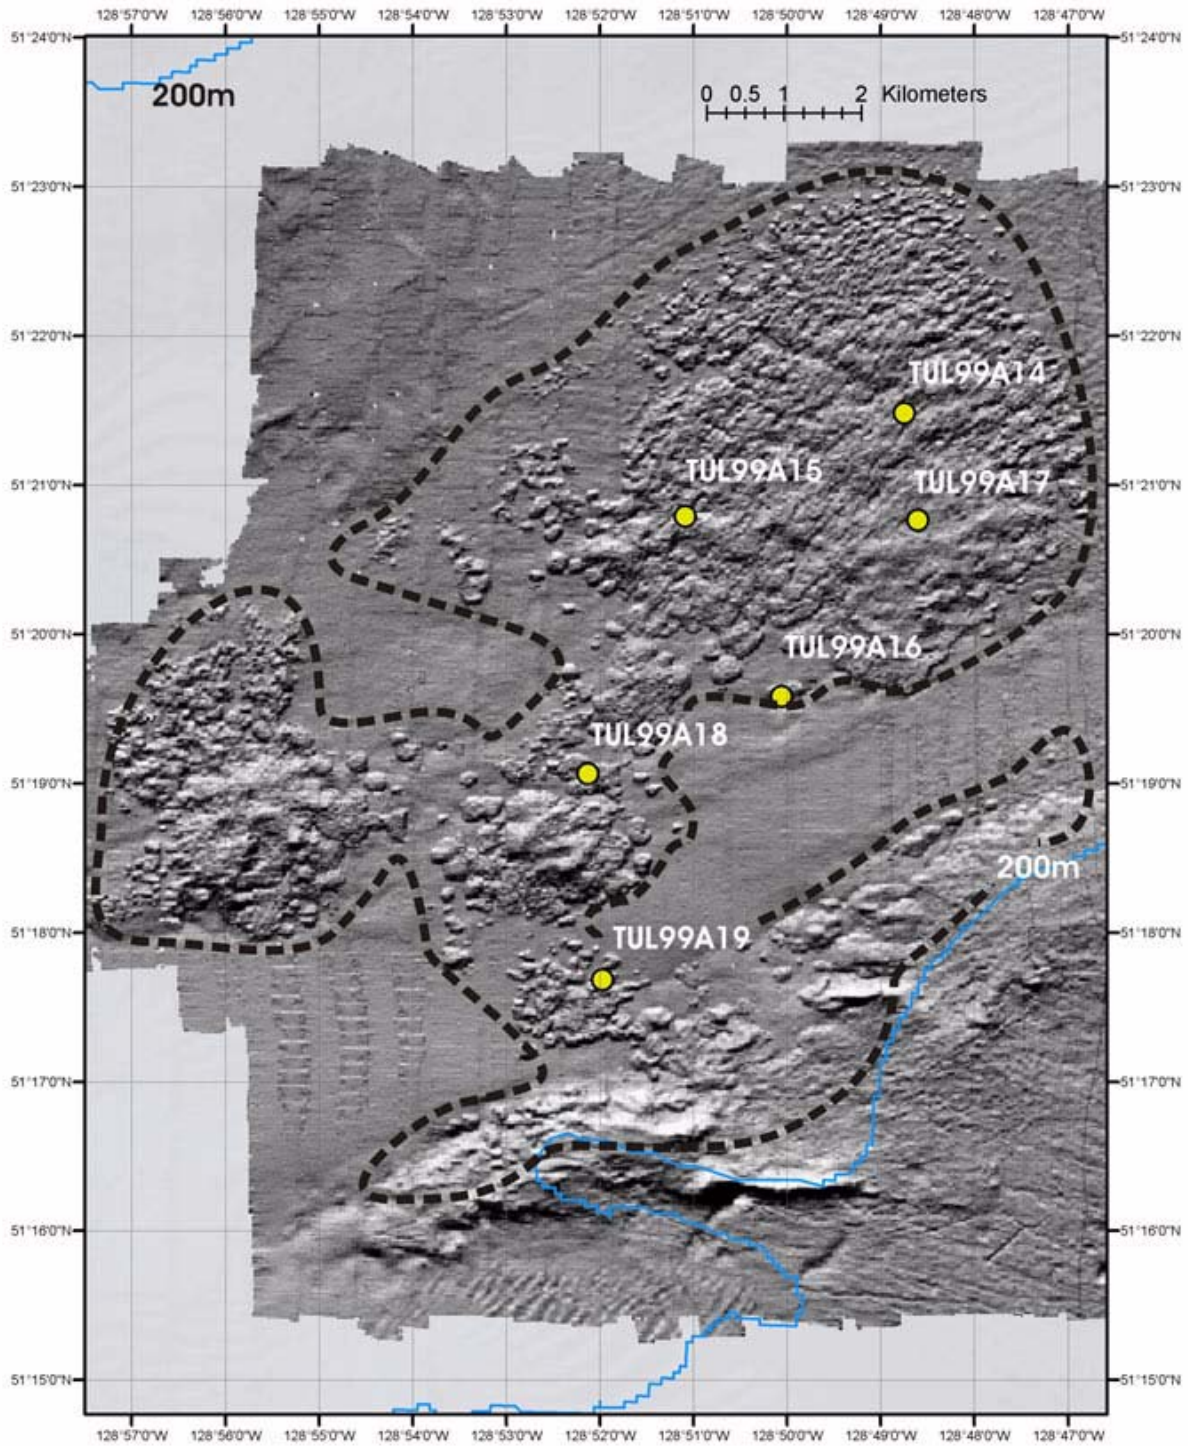 128°57'0"W 128°56'0"W 128°55'0"W 128°54'0"W 128°53'0"W 128°52'0"W 128°51'0"W 128°50'0"W 128°49'0"W 128°48'0"W 128°47'0"W
51°24'0"N 51°24'0"N
200m
0 0.5 1 2 Kilometers
51°23'0"N 51°23'0"N
51°22'0"N 51°22'0"N
TUL99A14
TUL99A15
TUL99A17
51°21'0"N 51°21'0"N
51°20'0"N 51°20'0"N
TUL99A16
TUL99A18
51°19'0"N 51°19'0"N
200m
51°18'0"N 51°18'0"N
TUL99A19
51°17'0"N 51°17'0"N
51°16'0"N 51°16'0"N
51°15'0"N 51°15'0"N
128°57'0"W 128°56'0"W 128°55'0"W 128°54'0"W 128°53'0"W 128°52'0"W 128°51'0"W 128°50'0"W 128°49'0"W 128°48'0"W 128°47'0"W